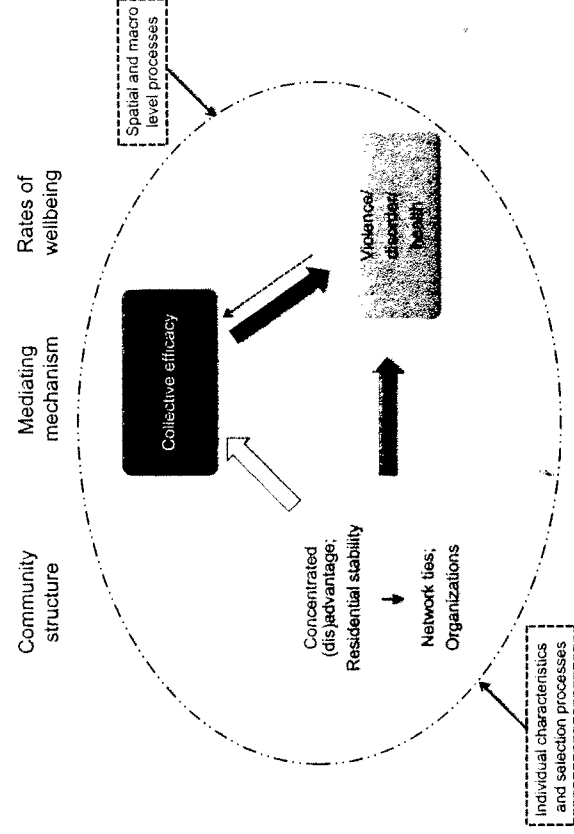 Community
structure
Mediating
mechanism
Rates of
wellbeing
Spatial and macro
level processes
Collective efficacy
Concentrated
(dis)advantage;
Residential stability
Network ties;
Organizations
Violence/
disorder/
health
Individual characteristics
and selection processes